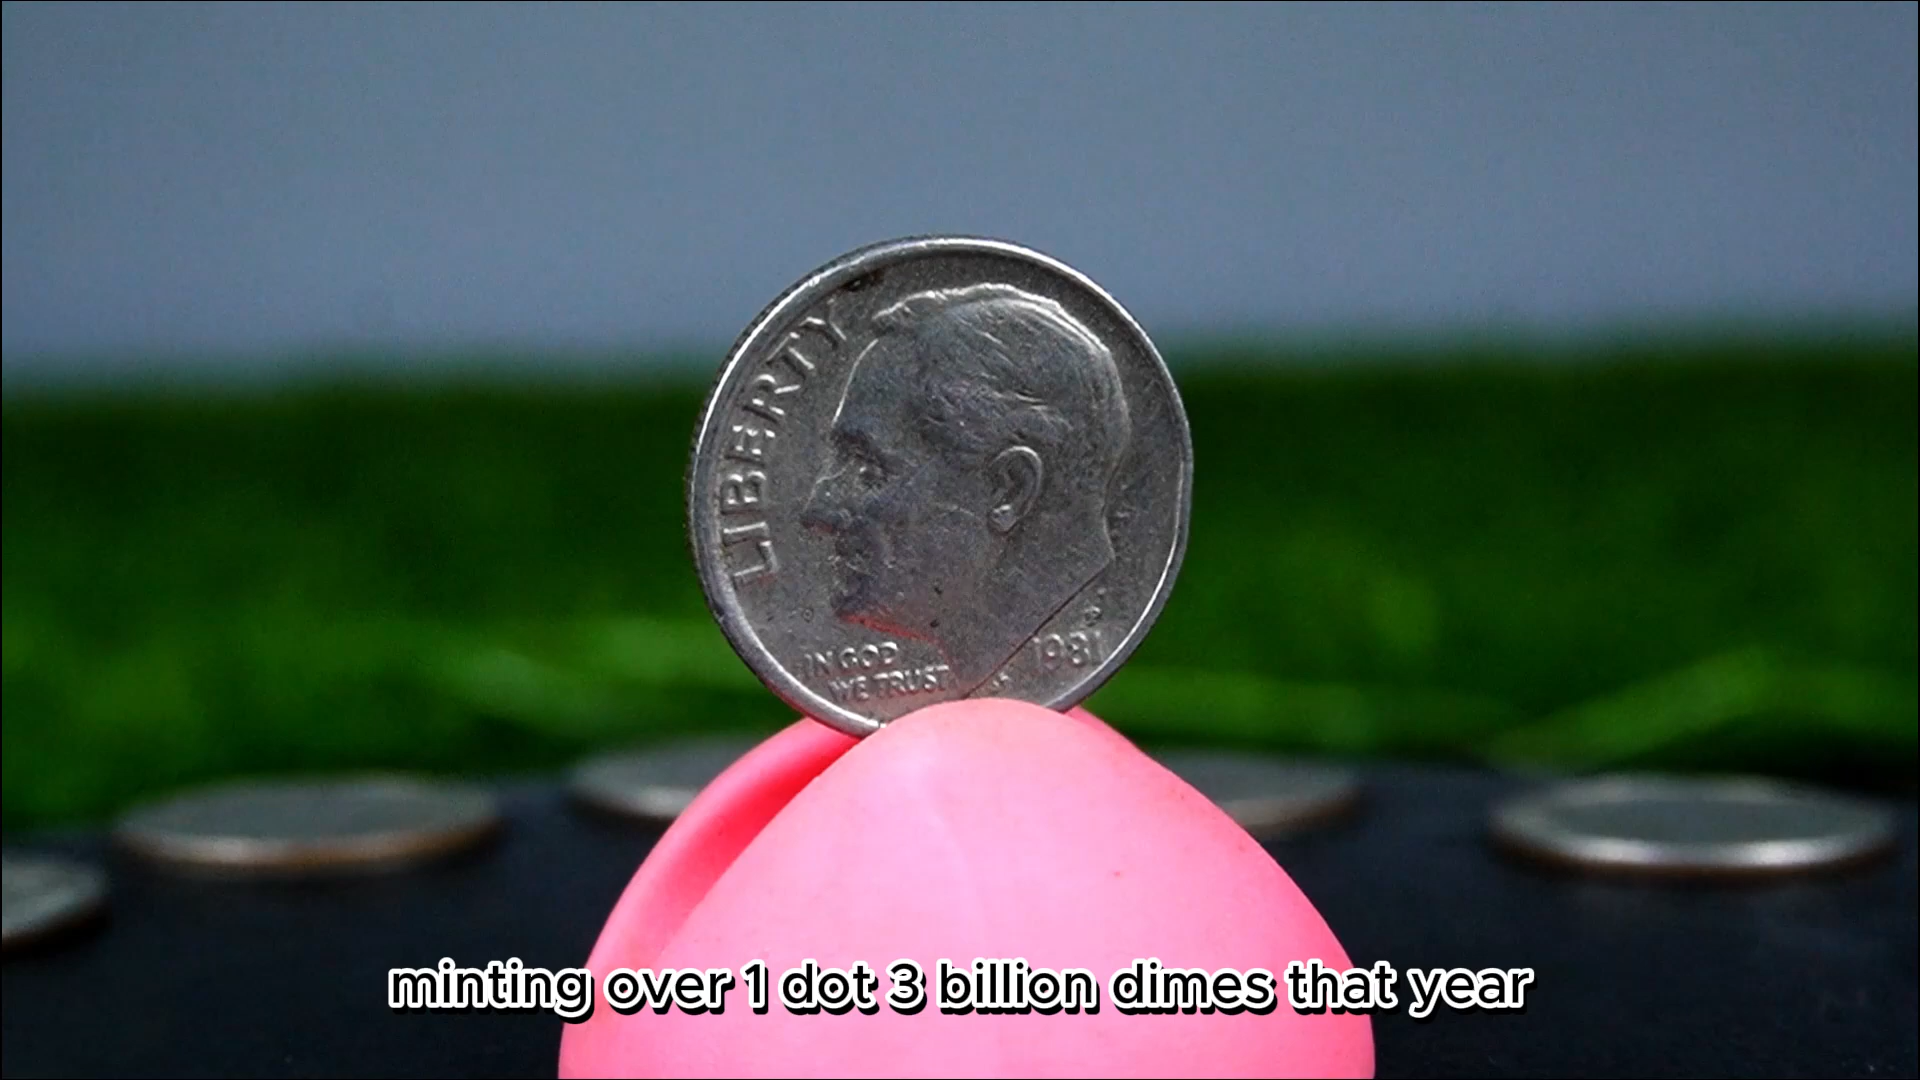 LIBERTY
IN GOD
WE TRUST
1981
minting over 1 dot 3 billion dimes that year